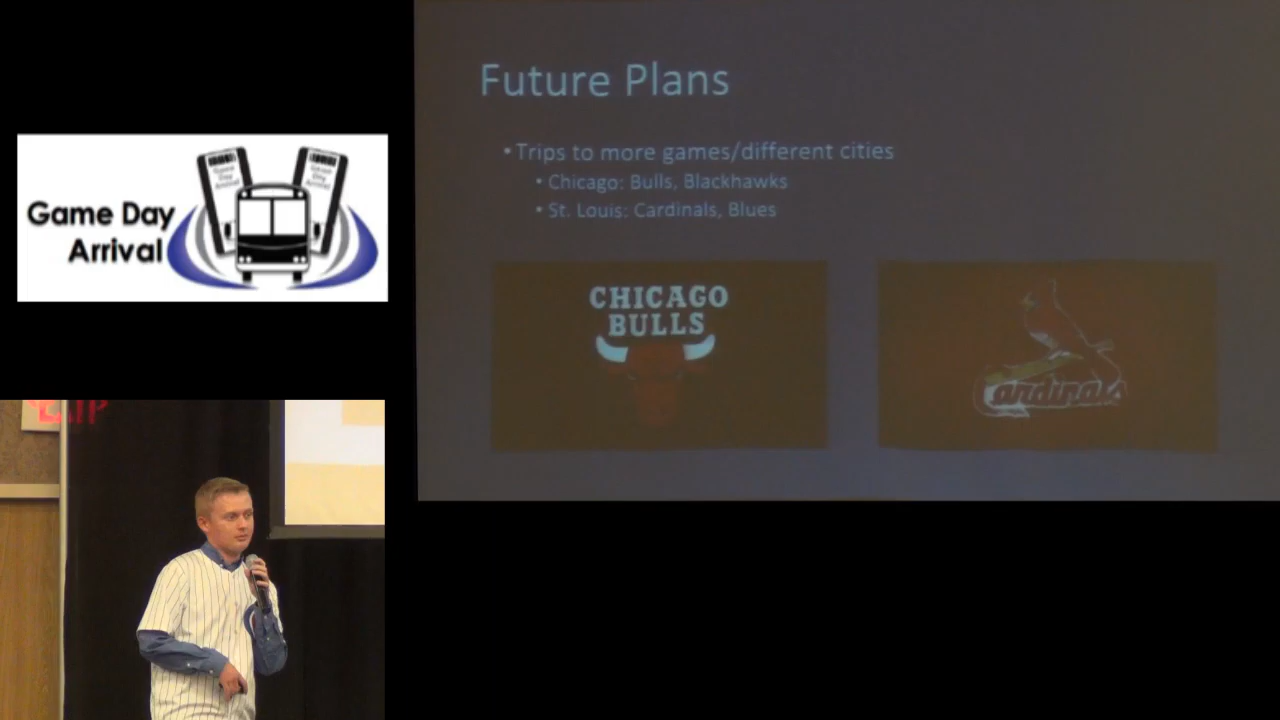 Game Day
Arrival
Future Plans
• Trips to more games/different cities
• Chicago: Bulls, Blackhawks
• St. Louis: Cardinals, Blues
CHICAGO
BULLS
Cardinals
EXIT